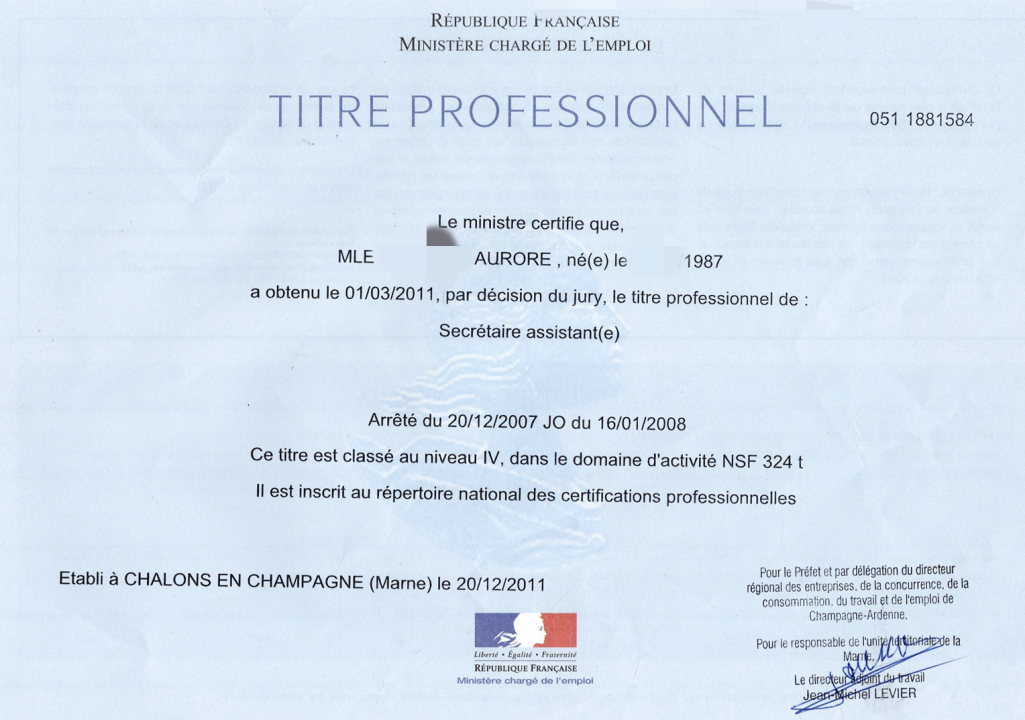 RÉPUBLIQUE FRANÇAISE
MINISTÈRE CHARGÉ DE L'EMPLOI
TITRE PROFESSIONNEL
051 1881584
Le ministre certifie que,
MLE AURORE , né(e) le 1987
a obtenu le 01/03/2011, par décision du jury, le titre professionnel de :
Secrétaire assistant(e)
Arrêté du 20/12/2007 JO du 16/01/2008
Ce titre est classé au niveau IV, dans le domaine d'activité NSF 324 t
Il est inscrit au répertoire national des certifications professionnelles
Etabli à CHALONS EN CHAMPAGNE (Marne) le 20/12/2011
Liberté • Égalité • Fraternité
RÉPUBLIQUE FRANÇAISE
Ministère chargé de l'emploi
Pour le Préfet et par délégation du directeur
régional des entreprises, de la concurrence, de la
consommation, du travail et de l'emploi de
Champagne-Ardenne.
Pour le responsable de l'unité territoriale de la
Marne,
Le directeur adjoint du travail
Jean-Michel LEVIER